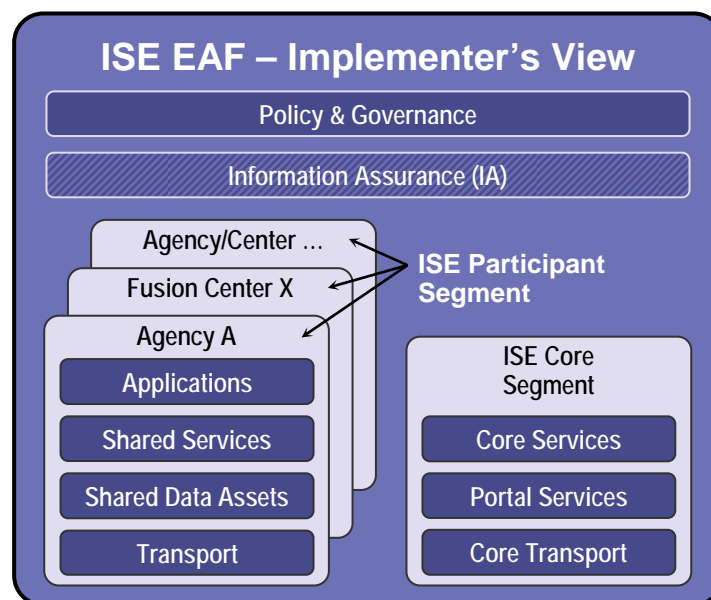 ISE EAF – Implementer’s View
Policy & Governance
Information Assurance (IA)
Agency/Center ...
Fusion Center X
Agency A
Applications
Shared Services
Shared Data Assets
Transport
ISE Participant
Segment
ISE Core
Segment
Core Services
Portal Services
Core Transport